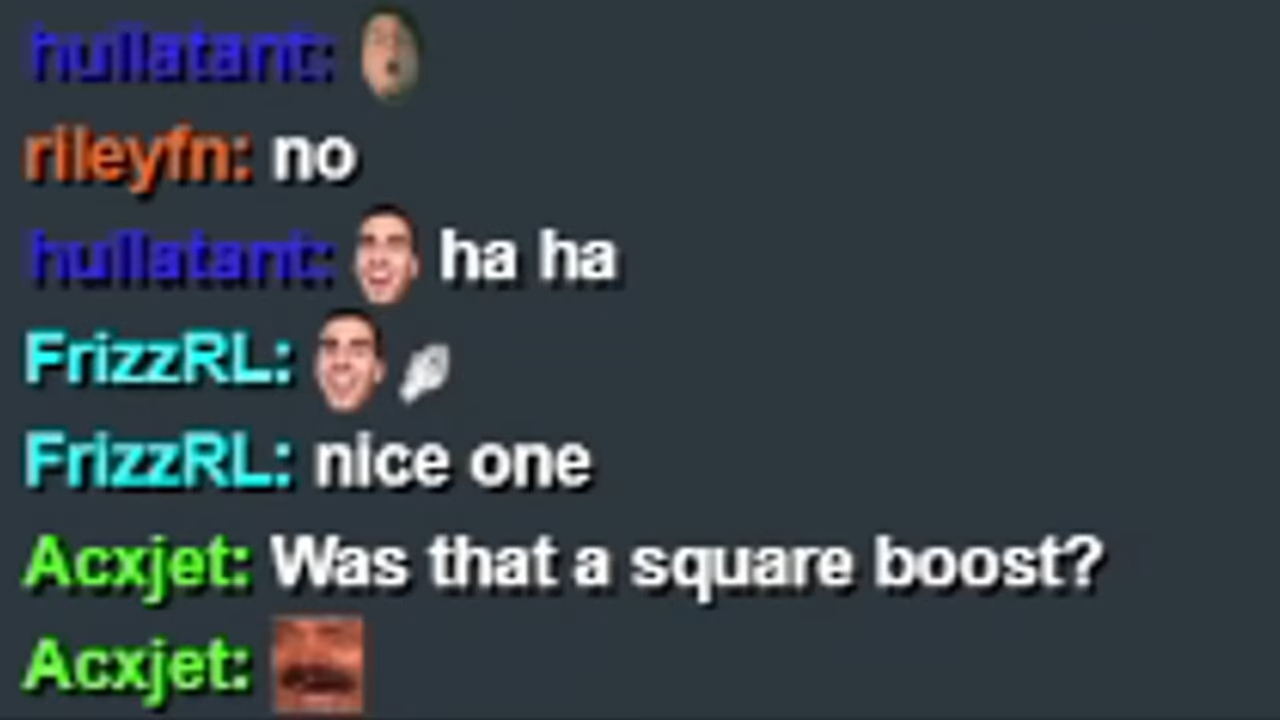 hullatant:
rileyfn: no
hullatant: ha ha
FrizzRL:
FrizzRL: nice one
Acxjet: Was that a square boost?
Acxjet: